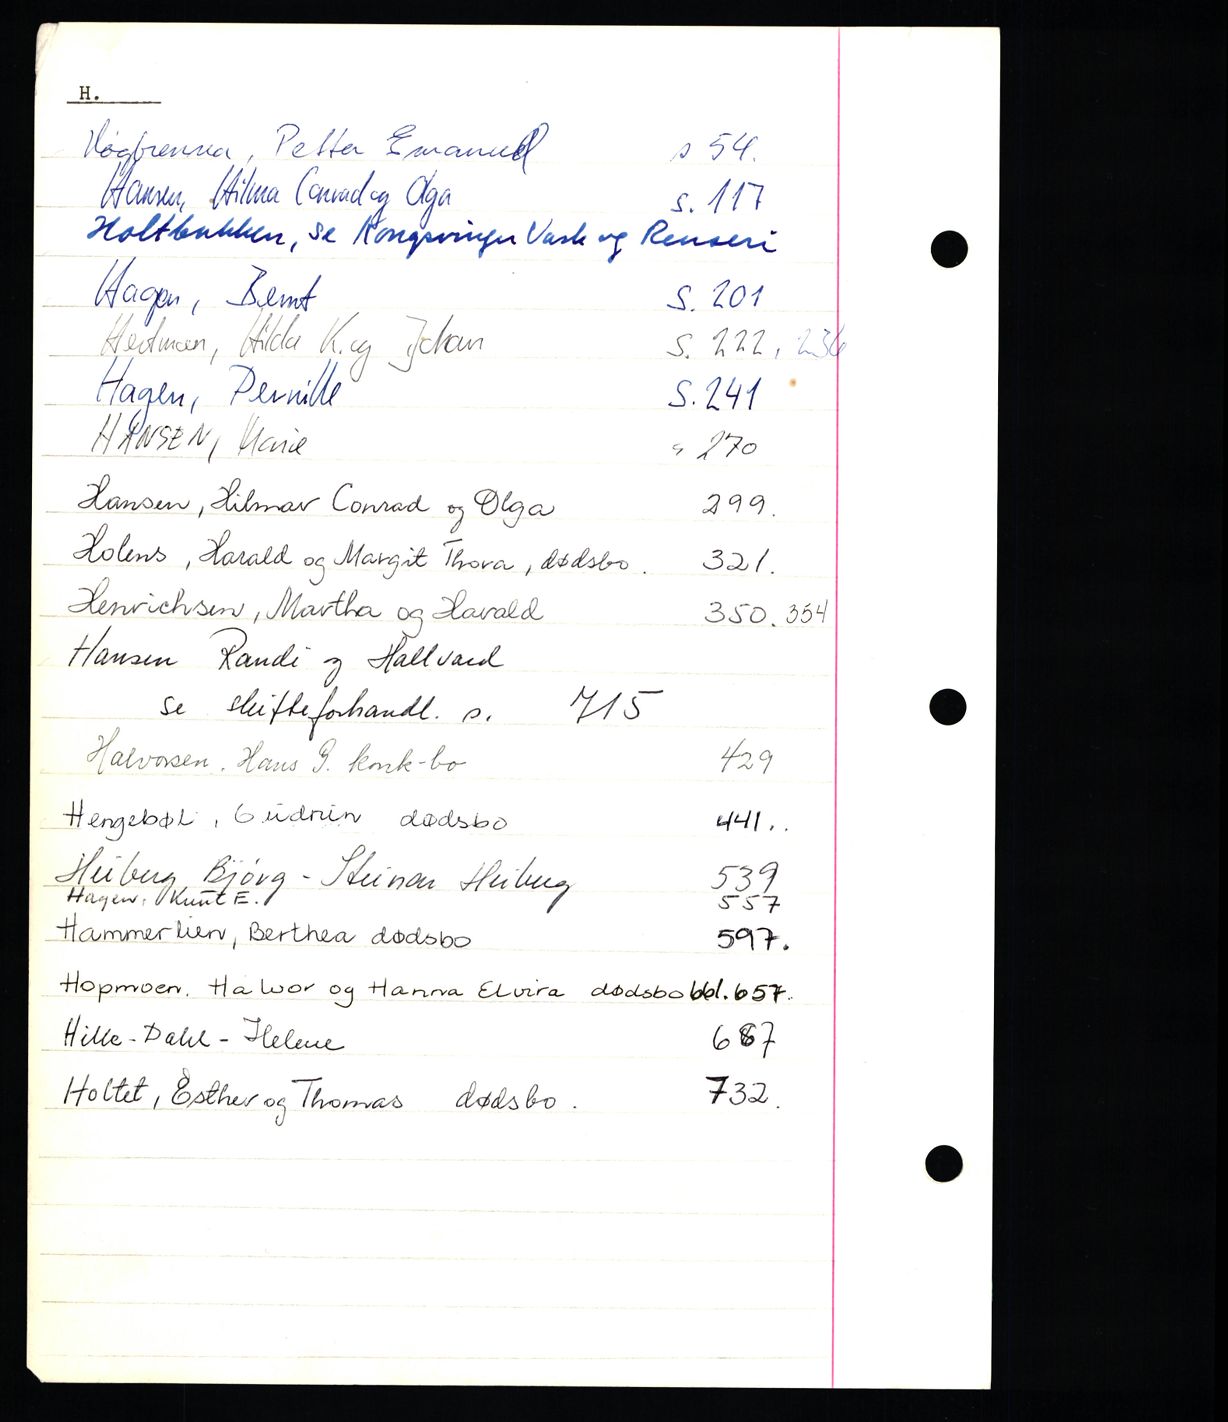 H.
Høgbrenna, Petter Emanuel s 54.
Hansen, Hilma Conrad og Olga s. 117
Holtbakken, se Kongsvinger Vask og Renseri
Hagen, Bernt S. 201
Hedmoen, Hilda K. og Johan S. 222, 236
Hagen, Pernille S. 241
HANSEN, Marie s 270
Hansen, Hilmar Conrad og Olga 299.
Holens, Harald og Margit Thora, dødsbo. 321.
Henrichsen, Martha og Harald 350. 354
Hansen Randi og Hallvard
se skifteforhandl. s. 715
Halvorsen. Hans G. konk-bo 429
Hengebøl, Gudrun dødsbo 441..
Heiberg Bjørg - Steinar Heiberg 539
Hagen, Knut E. 557
Hammerlien, Berthea dødsbo 597.
Hopmoen. Halvor og Hanna Elvira dødsbo bbl. 657.
Hille-Dahl-Helene 687
Holtet, Esther og Thomas dødsbo. 732.